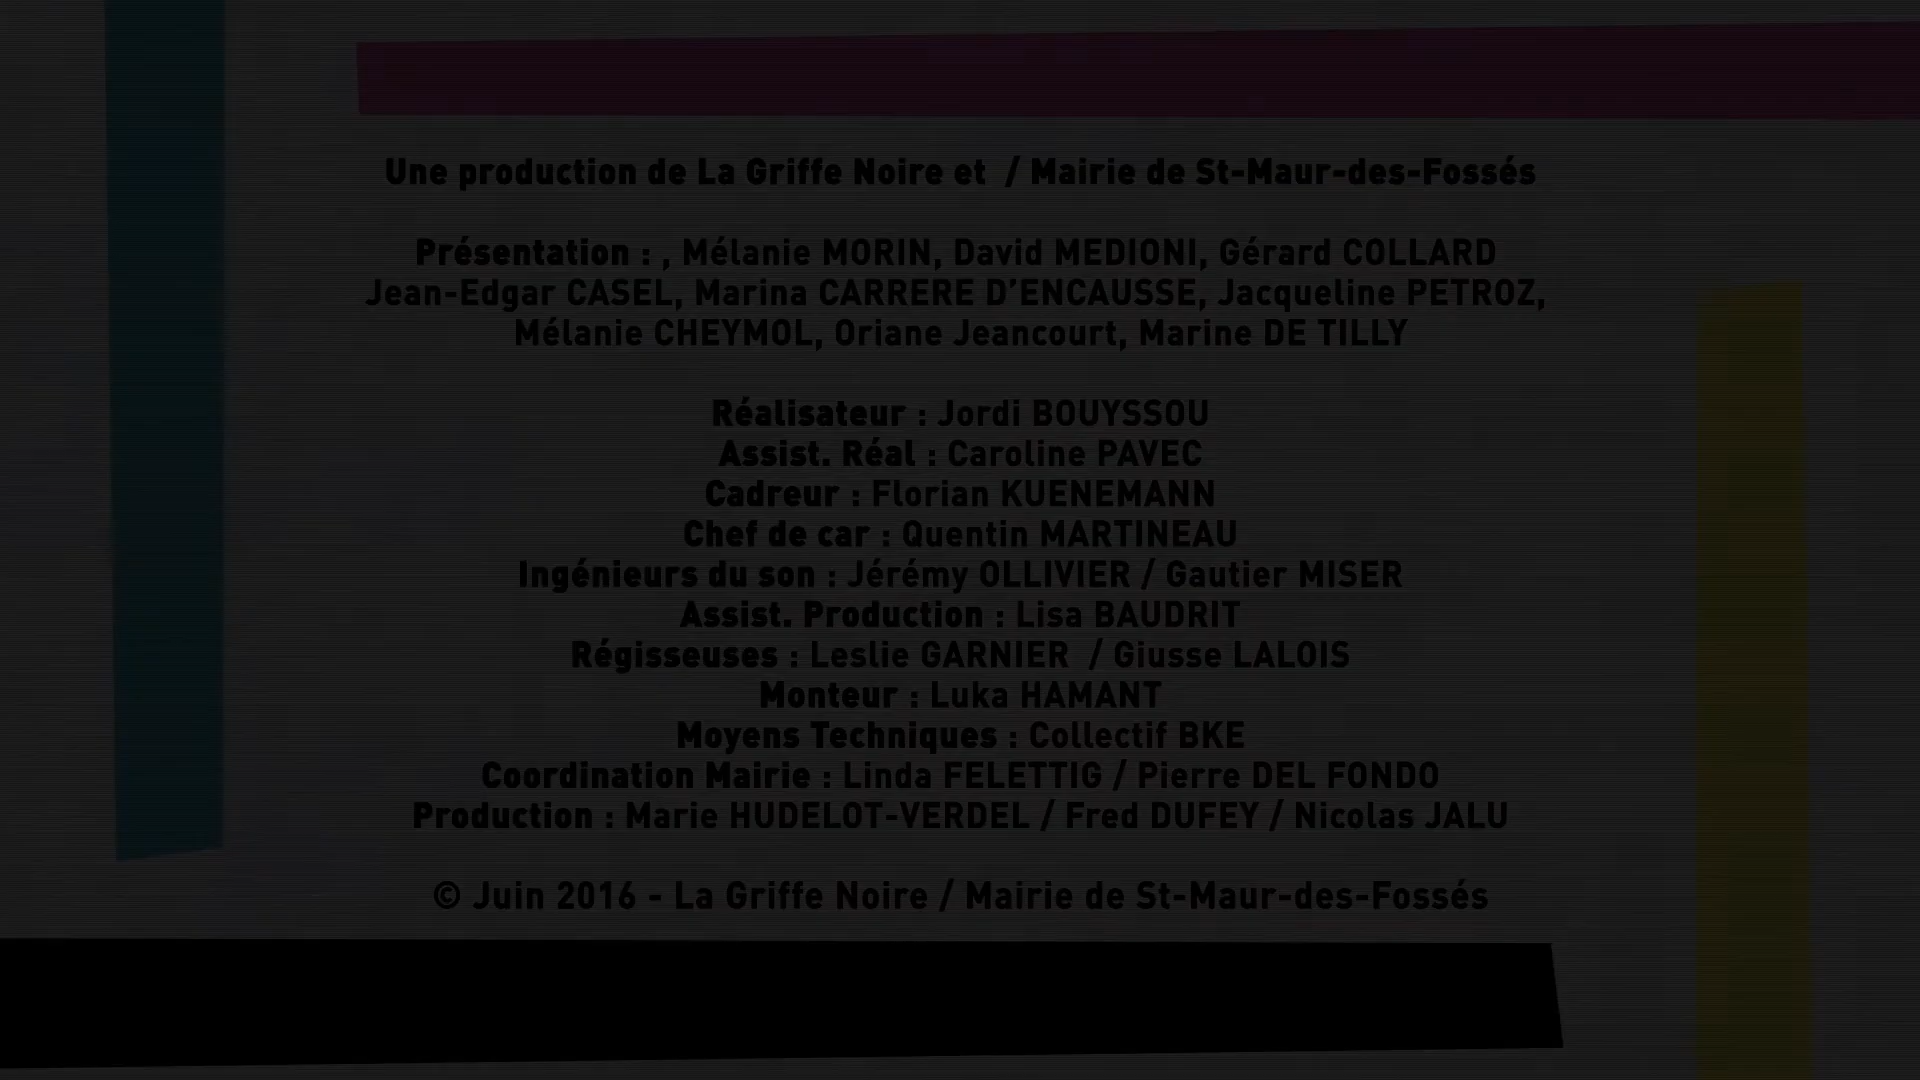 Une production de La Griffe Noire et / Mairie de St-Maur-des-Fossés
Présentation : , Mélanie MORIN, David MEDIONI, Gérard COLLARD
Jean-Edgar CASEL, Marina CARRERE D'ENCAUSSE, Jacqueline PETROZ,
Mélanie CHEYMOL, Oriane Jeancourt, Marine DE TILLY
Réalisateur : Jordi BOUYSSOU
Assist. Réal : Caroline PAVEC
Cadreur : Florian KUENEMANN
Chef de car : Quentin MARTINEAU
Ingénieurs du son : Jérémy OLLIVIER / Gautier MISER
Assist. Production : Lisa BAUDRIT
Régisseuses : Leslie GARNIER / Giusse LALOIS
Monteur : Luka HAMANT
Moyens Techniques : Collectif BKE
Coordination Mairie : Linda FELETTIG / Pierre DEL FONDO
Production : Marie HUDELOT-VERDEL / Fred DUFEY / Nicolas JALU
© Juin 2016 - La Griffe Noire / Mairie de St-Maur-des-Fossés